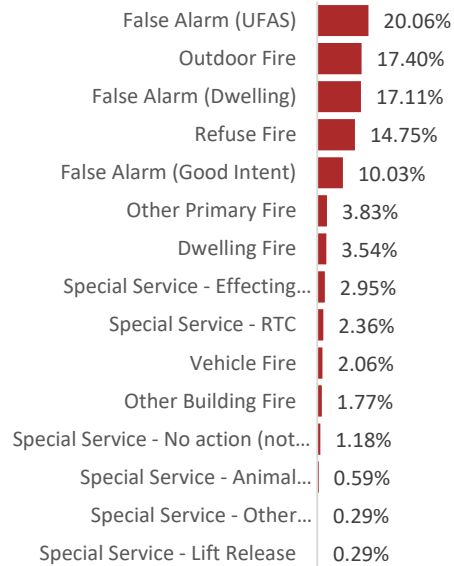 False Alarm (UFAS) 20.06%
Outdoor Fire 17.40%
False Alarm (Dwelling) 17.11%
Refuse Fire 14.75%
False Alarm (Good Intent) 10.03%
Other Primary Fire 3.83%
Dwelling Fire 3.54%
Special Service - Effecting... 2.95%
Special Service - RTC 2.36%
Vehicle Fire 2.06%
Other Building Fire 1.77%
Special Service - No action (not... 1.18%
Special Service - Animal... 0.59%
Special Service - Other... 0.29%
Special Service - Lift Release 0.29%